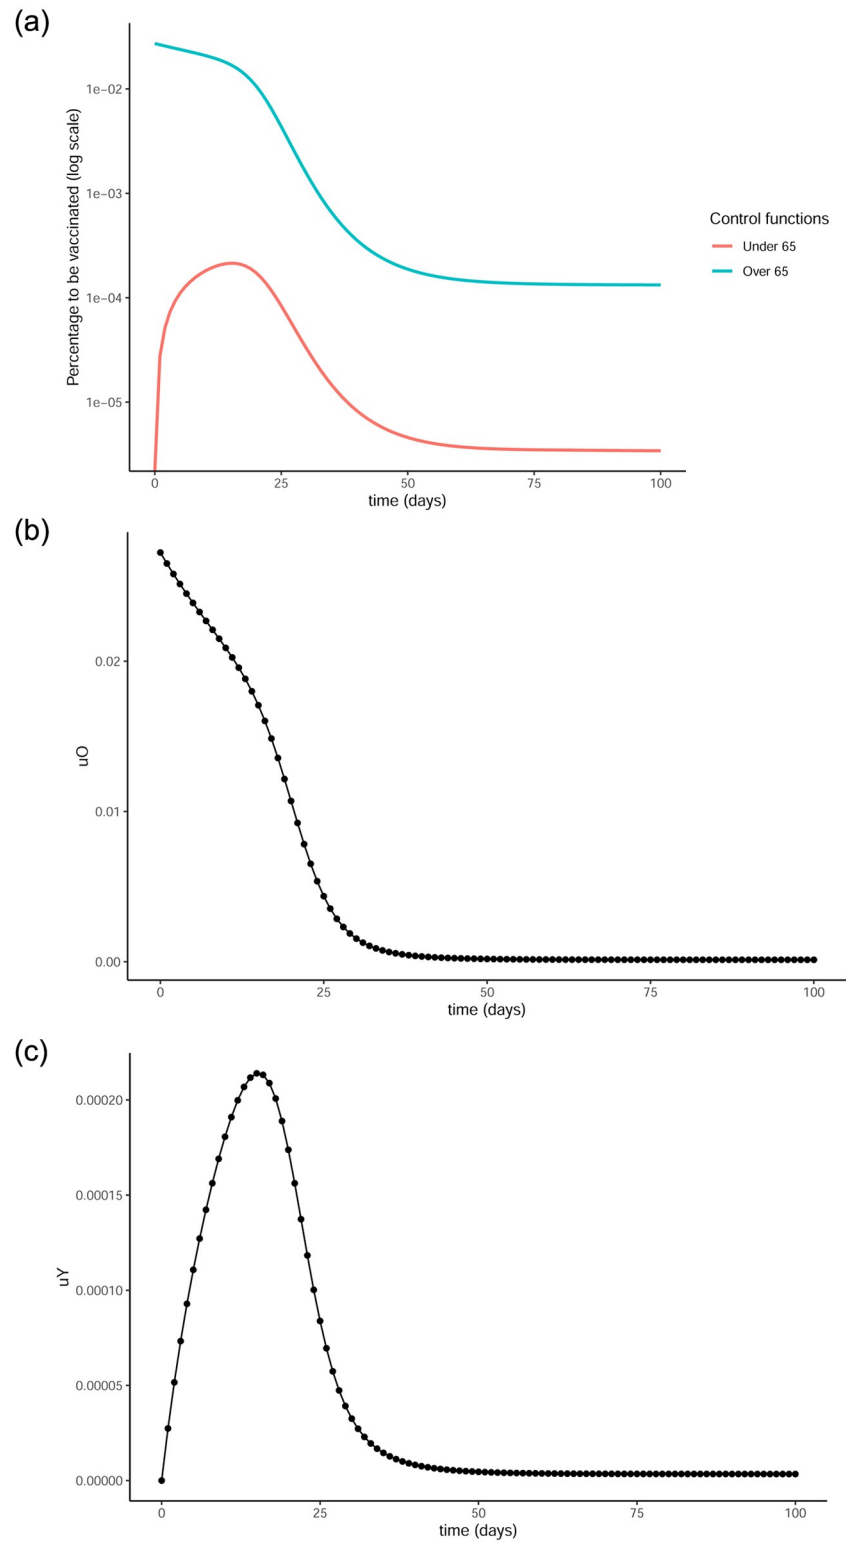 (a)
Percentage to be vaccinated (log scale)
1e−02
1e−03
1e−04
1e−05
0 25 50 75 100
time (days)
Control functions
Under 65
Over 65
(b)
uO
0.02
0.01
0.00
0 25 50 75 100
time (days)
(c)
uY
0.00020
0.00015
0.00010
0.00005
0.00000
0 25 50 75 100
time (days)